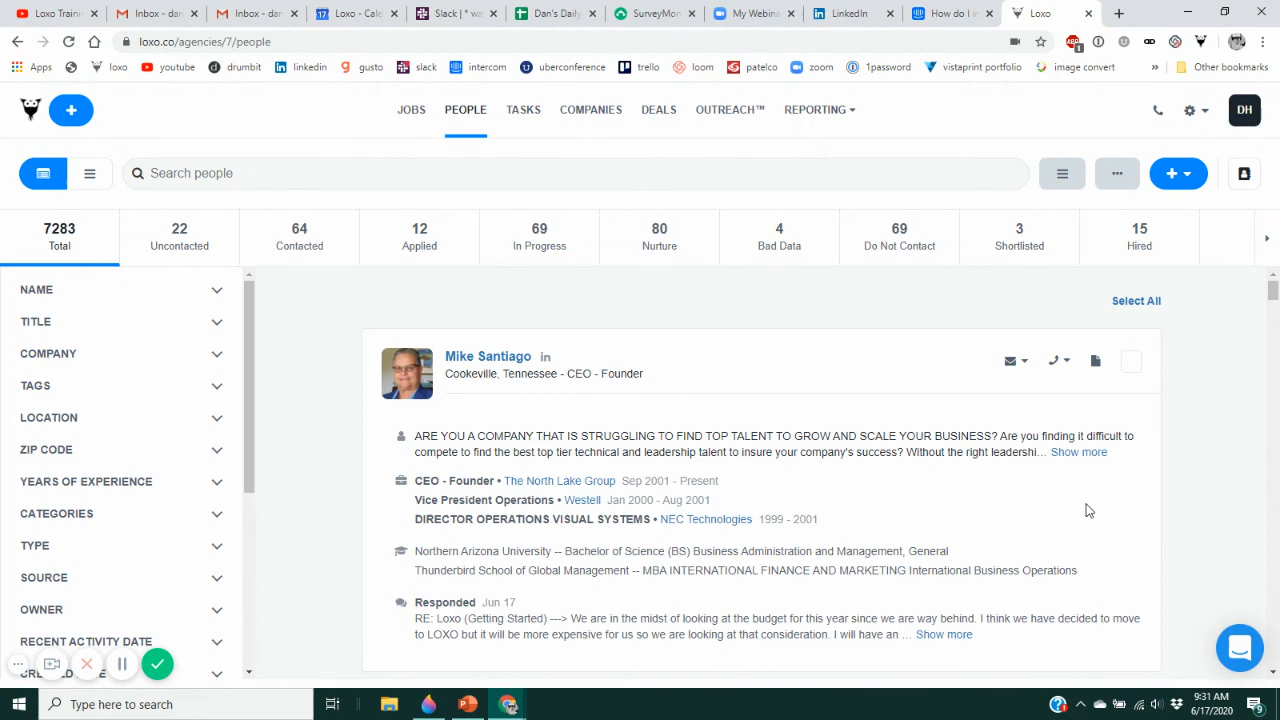 Loxo Traini
Inbox - dan
Inbox - dan
Loxo - Cale
Slack | * wa
Dan's Daily
SurveyMon
My Webina
LinkedIn
How do I in
Loxo
loxo.co/agencies/7/people
Apps
loxo
youtube
drumbit
linkedin
gusto
slack
intercom
uberconference
trello
loom
patelco
zoom
1password
vistaprint portfolio
image convert
Other bookmarks
JOBS
PEOPLE
TASKS
COMPANIES
DEALS
OUTREACH™
REPORTING
DH
Search people
7283
Total
22
Uncontacted
64
Contacted
12
Applied
69
In Progress
80
Nurture
4
Bad Data
69
Do Not Contact
3
Shortlisted
15
Hired
NAME
TITLE
COMPANY
TAGS
LOCATION
ZIP CODE
YEARS OF EXPERIENCE
CATEGORIES
TYPE
SOURCE
OWNER
RECENT ACTIVITY DATE
Select All
Mike Santiago in
Cookeville, Tennessee - CEO - Founder
ARE YOU A COMPANY THAT IS STRUGGLING TO FIND TOP TALENT TO GROW AND SCALE YOUR BUSINESS? Are you finding it difficult to
compete to find the best top tier technical and leadership talent to insure your company's success? Without the right leadershi... Show more
CEO - Founder • The North Lake Group Sep 2001 - Present
Vice President Operations • Westell Jan 2000 - Aug 2001
DIRECTOR OPERATIONS VISUAL SYSTEMS • NEC Technologies 1999 - 2001
Northern Arizona University -- Bachelor of Science (BS) Business Administration and Management, General
Thunderbird School of Global Management -- MBA INTERNATIONAL FINANCE AND MARKETING International Business Operations
Responded Jun 17
RE: Loxo (Getting Started) ---> We are in the midst of looking at the budget for this year since we are way behind. I think we have decided to move
to LOXO but it will be more expensive for us so we are looking at that consideration. I will have an ... Show more
Type here to search
9:31 AM
6/17/2020